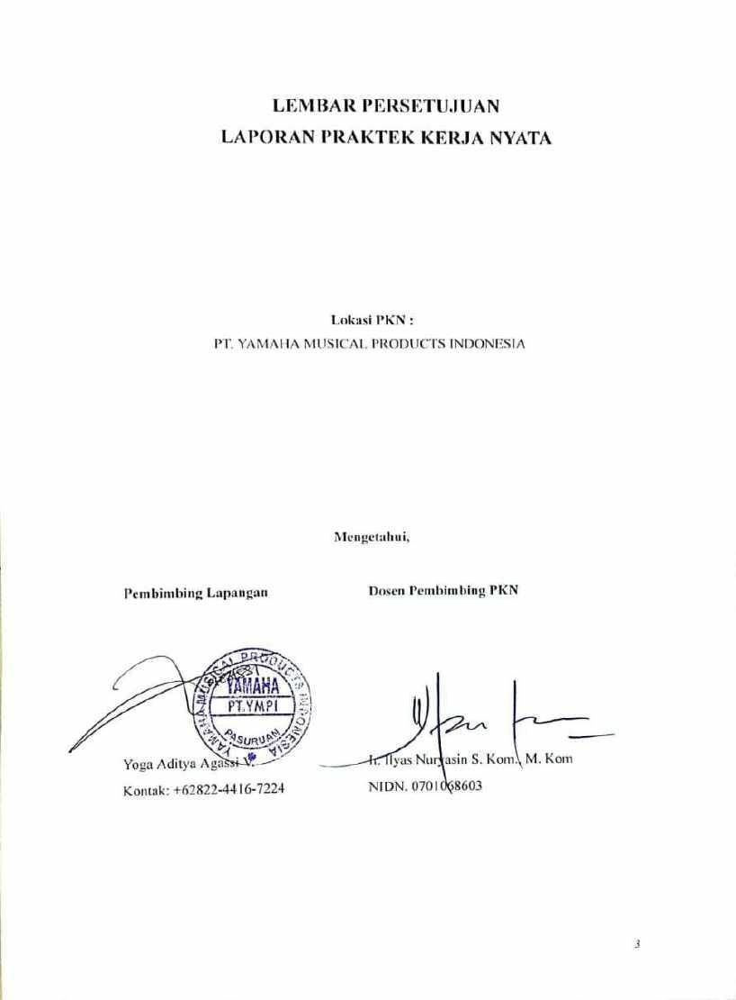 LEMBAR PERSETUJUAN
LAPORAN PRAKTEK KERJA NYATA
Lokasi PKN :
PT. YAMAHA MUSICAL PRODUCTS INDONESIA
Mengetahui,
Pembimbing Lapangan
Dosen Pembimbing PKN
YAMAHA MUSICAL PRODUCTS INDONESIA
YAMAHA
PT.YMPI
PASURUAN
Yoga Aditya Agassi V.
Ir. Ilyas Nuryasin S. Kom., M. Kom
Kontak: +62822-4416-7224
NIDN. 0701068603
3